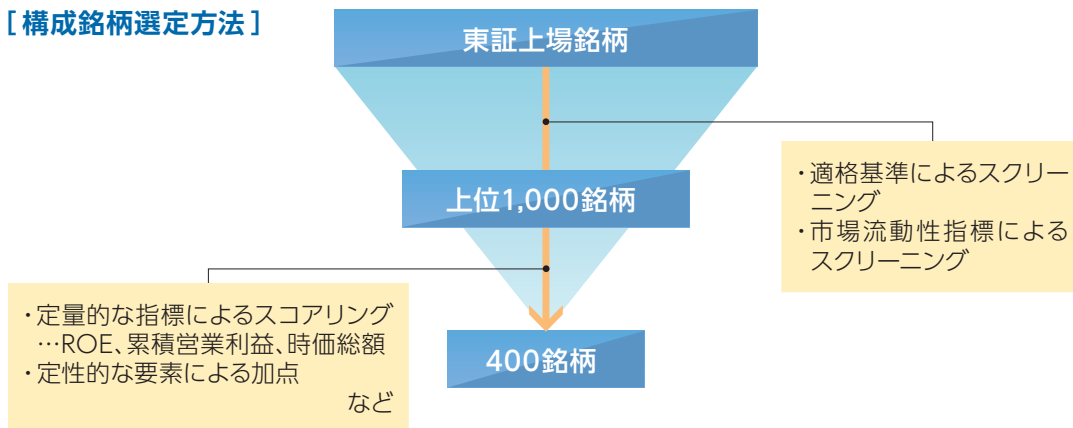 [構成銘柄選定方法]
東証上場銘柄
・適格基準によるスクリー
ニング
・市場流動性指標による
スクリーニング
上位1,000銘柄
・定量的な指標によるスコアリング
…ROE、累積営業利益、時価総額
・定性的な要素による加点
など
400銘柄